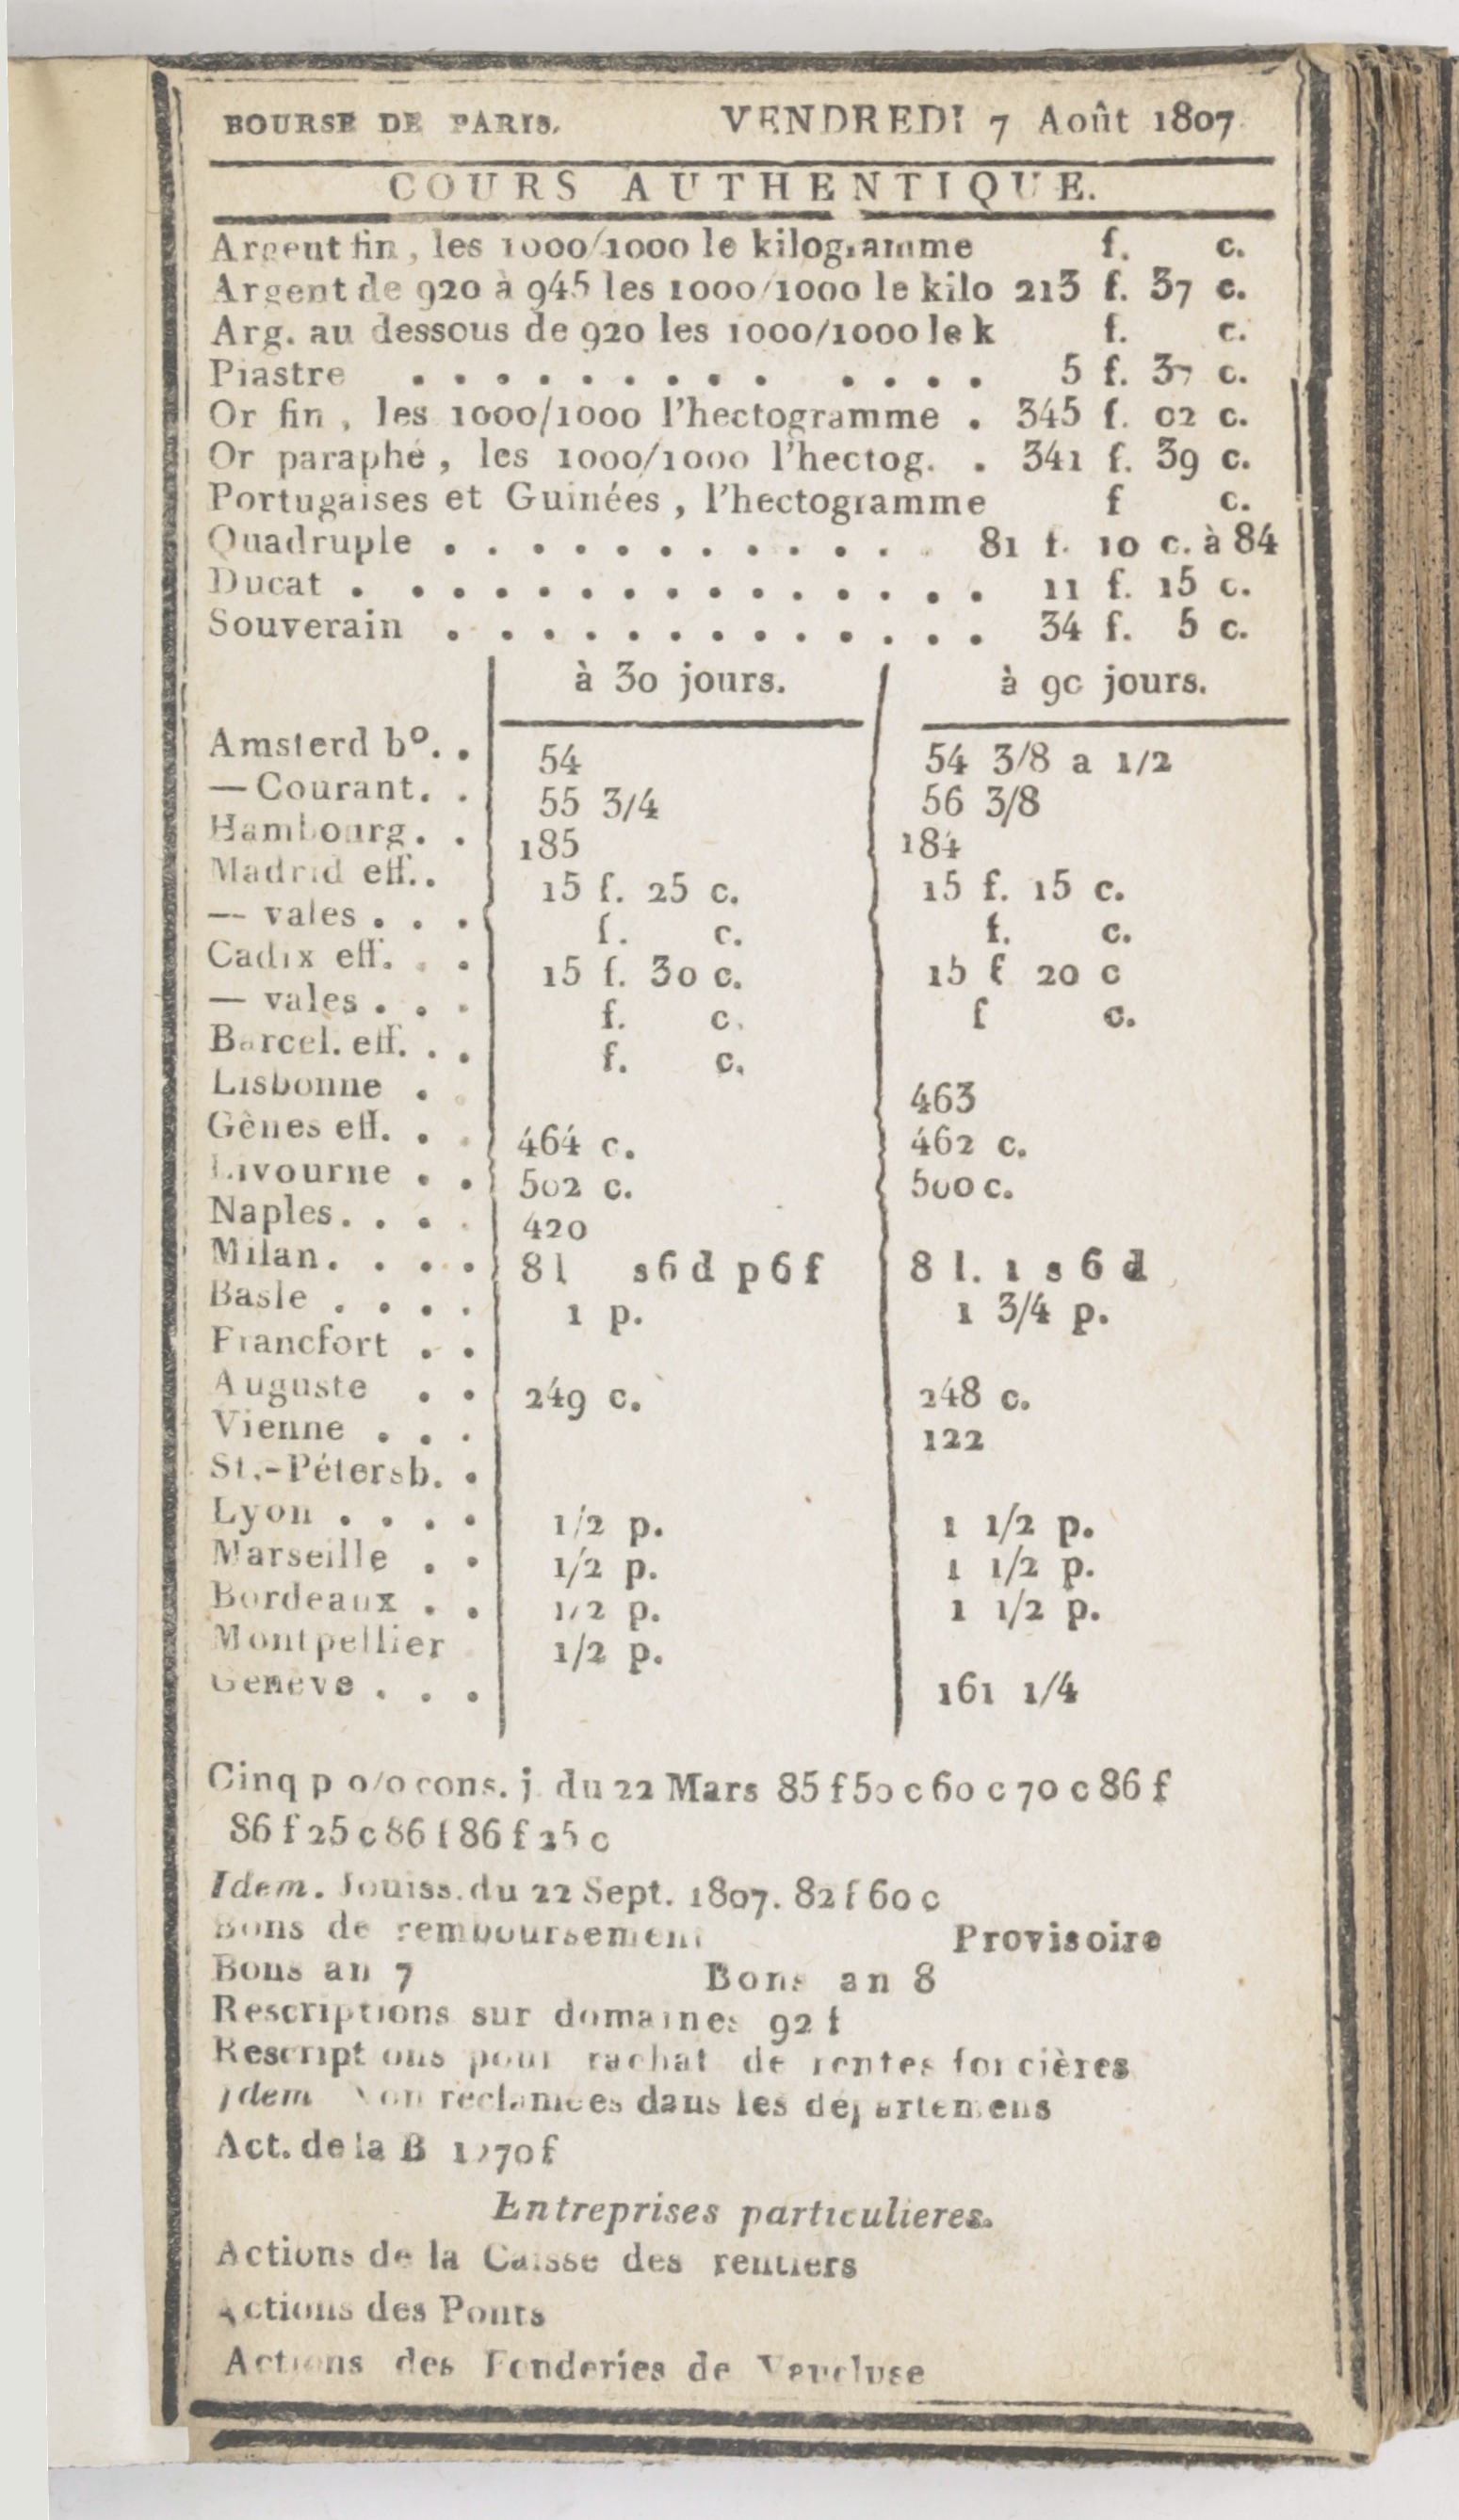 BOURSE DE PARIS. VENDREDI 7 Août 1807
COURS AUTHENTIQUE.
Argent fin, les 1000/1000 le kilogramme f. c.
Argent de 920 à 945 les 1000/1000 le kilo 213 f. 37 c.
Arg. au dessous de 920 les 1000/1000 le k f. c.
Piastre . . . . . . . . . . . . . 5 f. 37 c.
Or fin, les 1000/1000 l'hectogramme . 345 f. 02 c.
Or paraphé, les 1000/1000 l'hectog. . 341 f. 39 c.
Portugaises et Guinées, l'hectogramme f c.
Quadruple . . . . . . . . . . . . 81 f. 10 c. à 84
Ducat . . . . . . . . . . . . . . . 11 f. 15 c.
Souverain . . . . . . . . . . . . . 34 f. 5 c.
à 30 jours. à 90 jours.
Amsterd bº. . 54 54 3/8 a 1/2
— Courant. . 55 3/4 56 3/8
Hambourg. . 185 184
Madrid eff. . 15 f. 25 c. 15 f. 15 c.
— vales . . . f. c. f. c.
Cadix eff. . . 15 f. 30 c. 15 f 20 c
— vales . . . f. c. f c.
Barcel. eff. . . f. c.
Lisbonne . . 463
Gènes eff. . . 464 c. 462 c.
Livourne . . 502 c. 500 c.
Naples. . . . 420
Milan. . . . . 8 l s 6 d p 6 f 8 l. 1 s 6 d
Basle . . . . 1 p. 1 3/4 p.
Francfort . .
Auguste . . 249 c. 248 c.
Vienne . . . 122
St.-Pétersb. .
Lyon . . . . 1/2 p. 1 1/2 p.
Marseille . . 1/2 p. 1 1/2 p.
Bordeaux . . 1/2 p. 1 1/2 p.
Montpellier 1/2 p.
Genève . . . 161 1/4
Cinq p o/o cons. j. du 22 Mars 85 f 50 c 60 c 70 c 86 f
86 f 25 c 86 f 86 f 25 c
Idem. Jouiss. du 22 Sept. 1807. 82 f 60 c
Bons de remboursement Provisoire
Bons an 7 Bons an 8
Rescriptions sur domaines 92 f
Rescriptions pour rachat de rentes foncières
Idem Non réclamées dans les départemens
Act. de la B
Entreprises particulieres.
Actions de la Caisse des rentiers
Actions des Ponts
Actions des Fonderies de Vaucluse